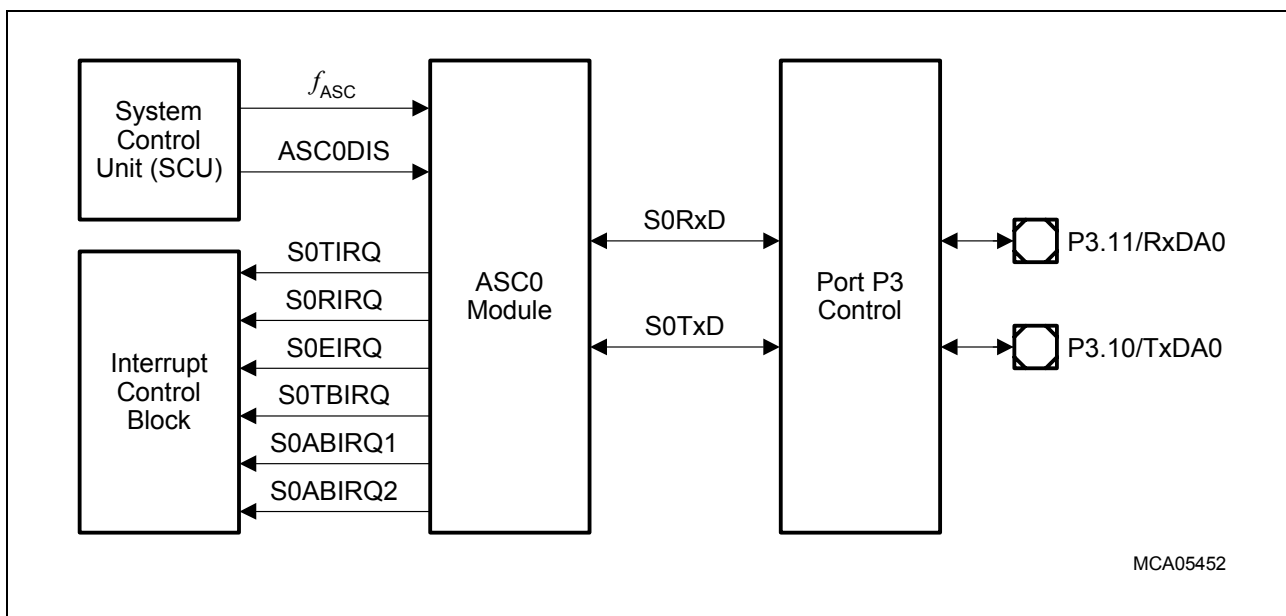 System
Control
Unit (SCU)
f ASC
ASC0DIS
Interrupt
Control
Block
S0TIRQ
S0RIRQ
S0EIRQ
S0TBIRQ
S0ABIRQ1
S0ABIRQ2
ASC0
Module
S0RxD
S0TxD
Port P3
Control
P3.11/RxDA0
P3.10/TxDA0
MCA05452